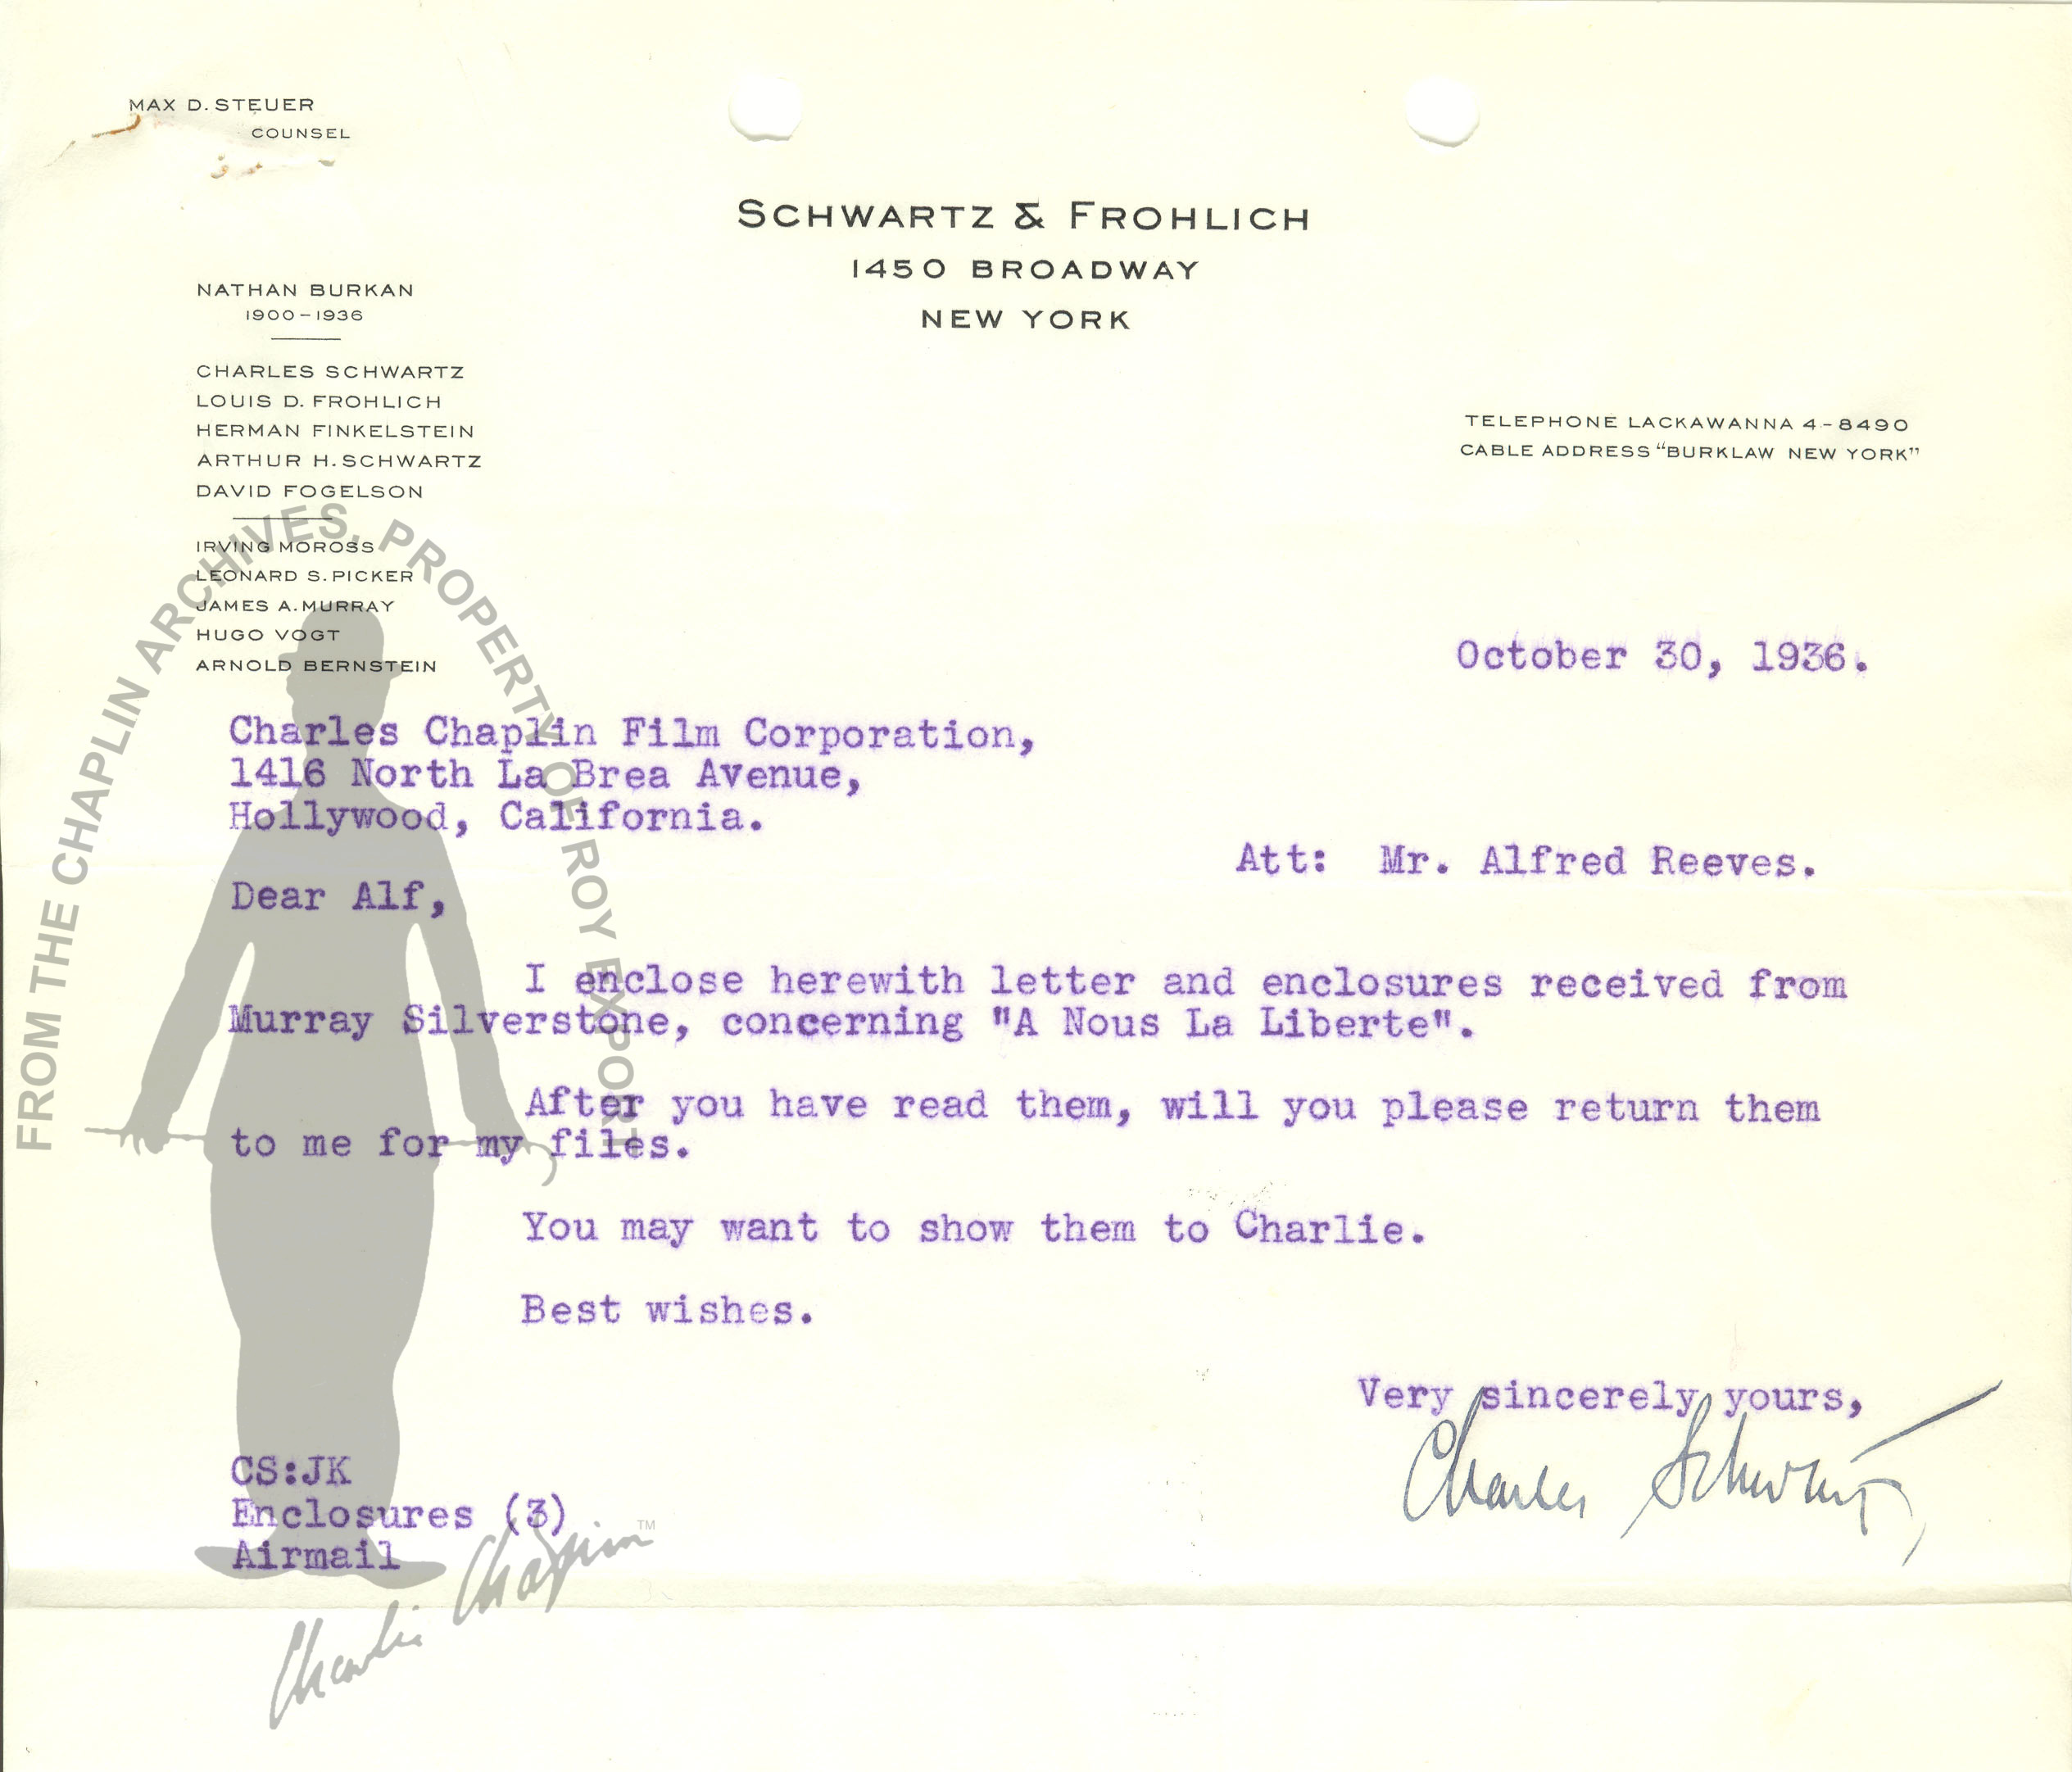 MAX D. STEUER
COUNSEL
SCHWARTZ & FROHLICH
1450 BROADWAY
NEW YORK
NATHAN BURKAN
1900-1936
CHARLES SCHWARTZ
LOUIS D. FROHLICH
HERMAN FINKELSTEIN
ARTHUR H. SCHWARTZ
DAVID FOGELSON
IRVING MOROSS
LEONARD S. PICKER
JAMES A. MURRAY
HUGO VOGT
ARNOLD BERNSTEIN
TELEPHONE LACKAWANNA 4-8490
CABLE ADDRESS "BURKLAW NEW YORK"
October 30, 1936.
Charles Chaplin Film Corporation,
1416 North La Brea Avenue,
Hollywood, California.
Att: Mr. Alfred Reeves.
Dear Alf,
I enclose herewith letter and enclosures received from
Murray Silverstone, concerning "A Nous La Liberte".
After you have read them, will you please return them
to me for my files.
You may want to show them to Charlie.
Best wishes.
Very sincerely yours,
Charles Schwartz
CS:JK
Enclosures (3)
Airmail
FROM THE CHAPLIN ARCHIVES, PROPERTY OF ROY EXPORT
Charlie Chaplin™